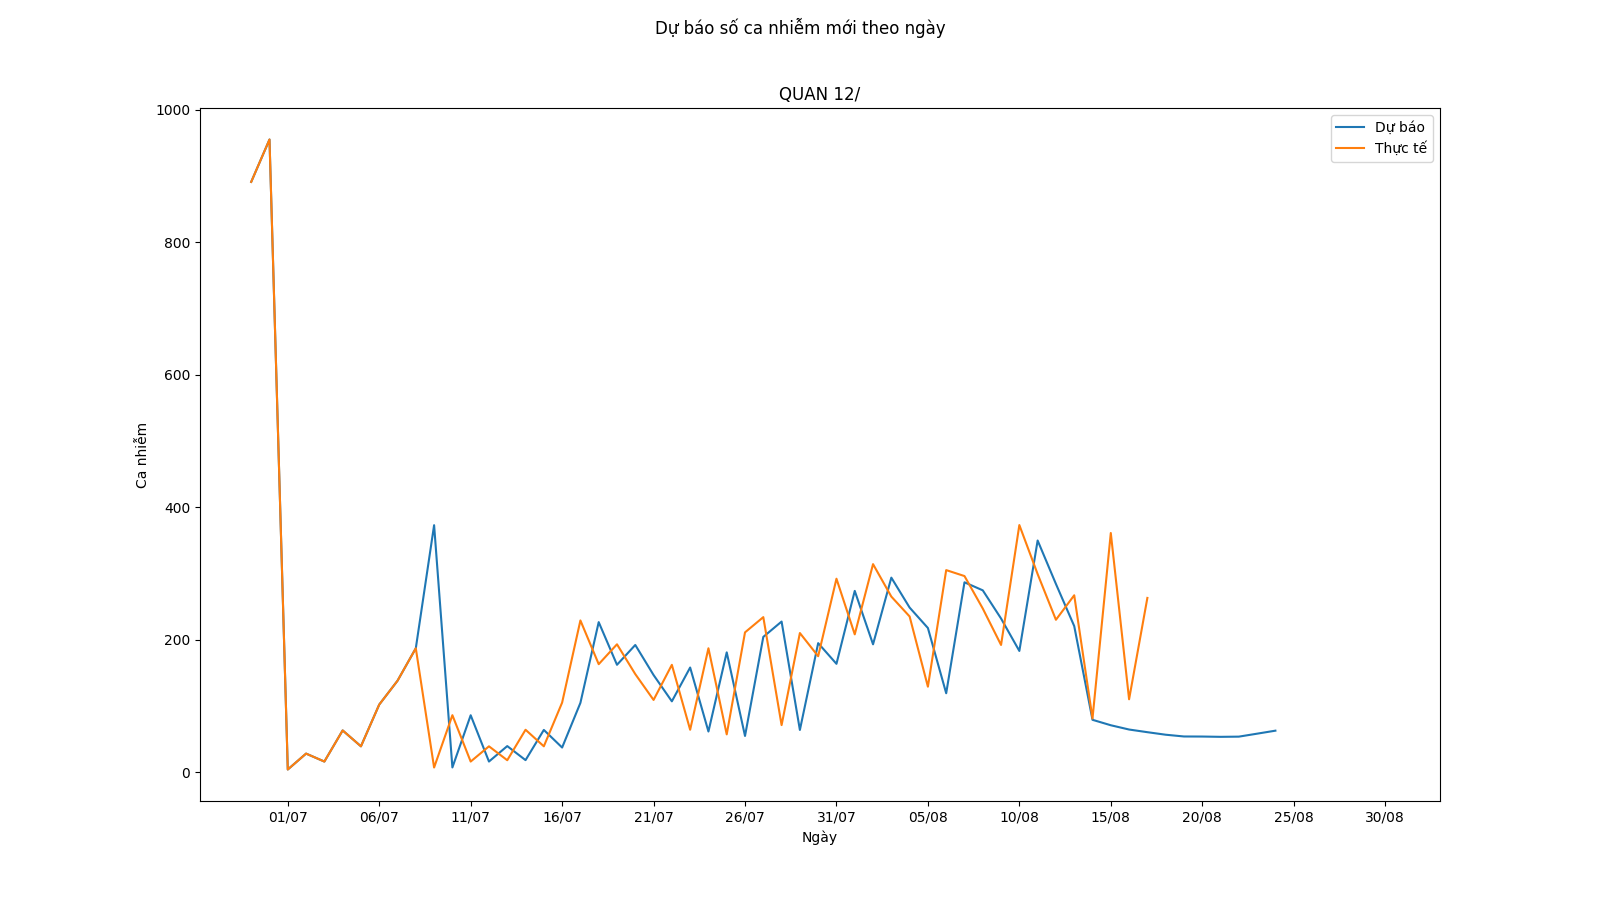 Dự báo số ca nhiễm mới theo ngày
QUAN 12/
1000
800
600
400
200
0
Ca nhiễm
Dự báo
Thực tế
01/07 06/07 11/07 16/07 21/07 26/07 31/07 05/08 10/08 15/08 20/08 25/08 30/08
Ngày